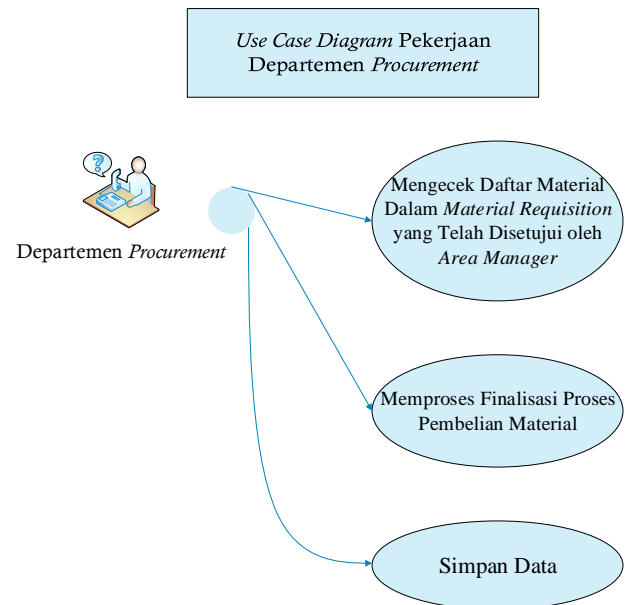 Use Case Diagram Pekerjaan
Departemen Procurement
?
Departemen Procurement
Mengecek Daftar Material
Dalam Material Requisition
yang Telah Disetujui oleh
Area Manager
Memproses Finalisasi Proses
Pembelian Material
Simpan Data